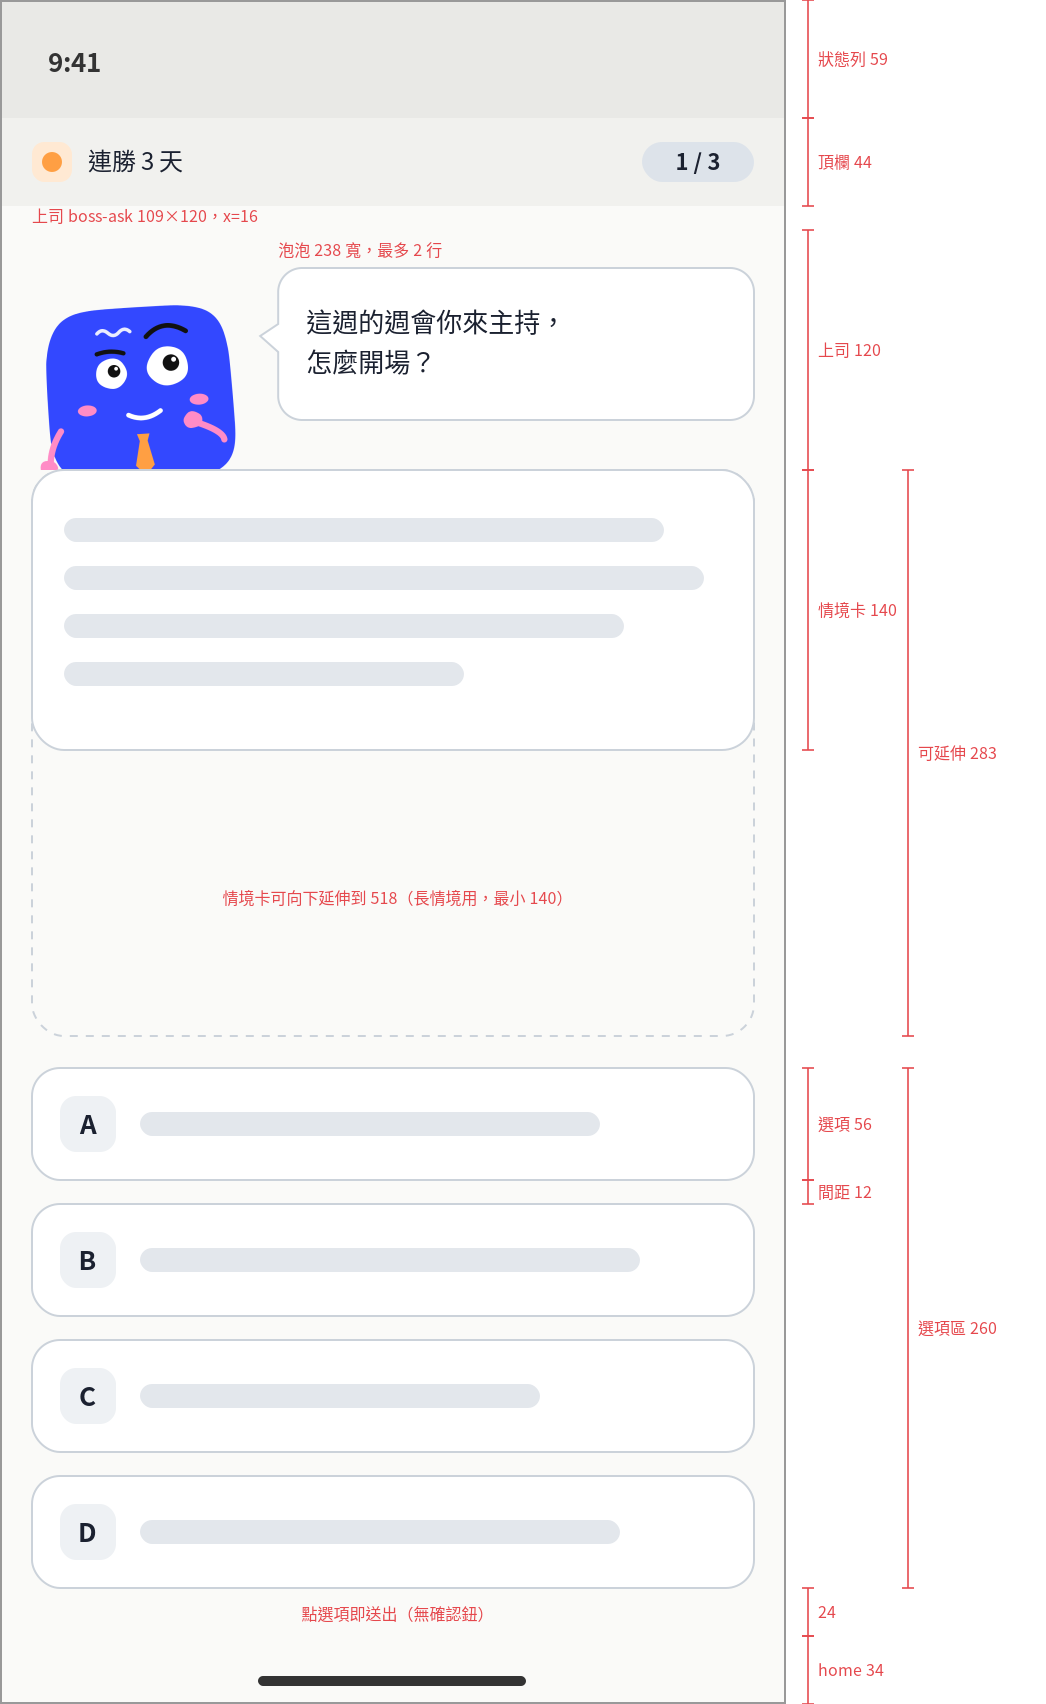 9:41
狀態列 59
連勝 3 天
1 / 3
頂欄 44
上司 boss-ask 109×120，x=16
泡泡 238 寬，最多 2 行
這週的週會你來主持，
怎麼開場？
上司 120
情境卡 140
可延伸 283
情境卡可向下延伸到 518（長情境用，最小 140）
A
選項 56
間距 12
B
選項區 260
C
D
點選項即送出（無確認鈕）
24
home 34